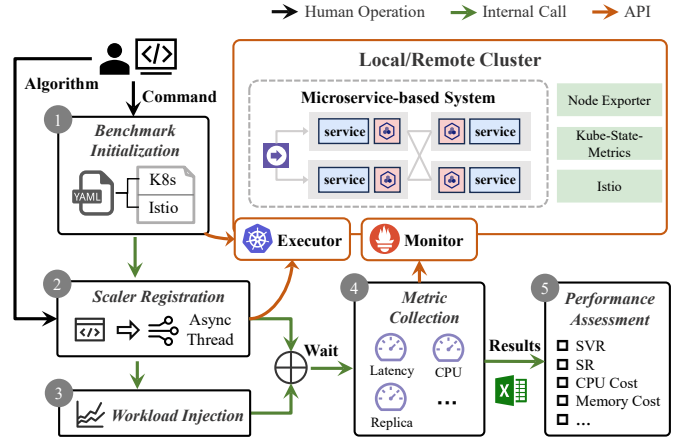 Human Operation
Internal Call
API
Algorithm
Command
Local/Remote Cluster
Microservice-based System
service
service
service
service
Node Exporter
Kube-State-
Metrics
Istio
1
Benchmark
Initialization
YAML
K8s
Istio
Executor
Monitor
2
Scaler Registration
Async
Thread
3
Workload Injection
Wait
4
Metric
Collection
Latency
CPU
Replica
...
Results
5
Performance
Assessment
SVR
SR
CPU Cost
Memory Cost
...